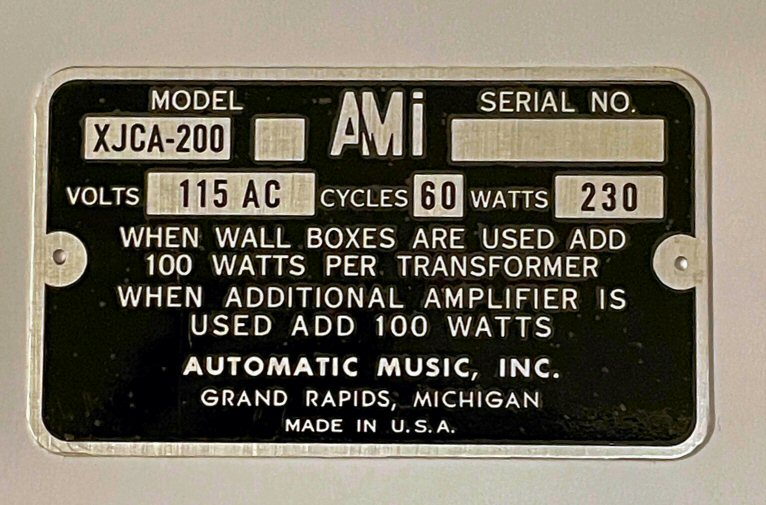 MODEL AMi SERIAL NO.
XJCA-200
VOLTS 115 AC CYCLES 60 WATTS 230
WHEN WALL BOXES ARE USED ADD
100 WATTS PER TRANSFORMER
WHEN ADDITIONAL AMPLIFIER IS
USED ADD 100 WATTS
AUTOMATIC MUSIC, INC.
GRAND RAPIDS, MICHIGAN
MADE IN U.S.A.